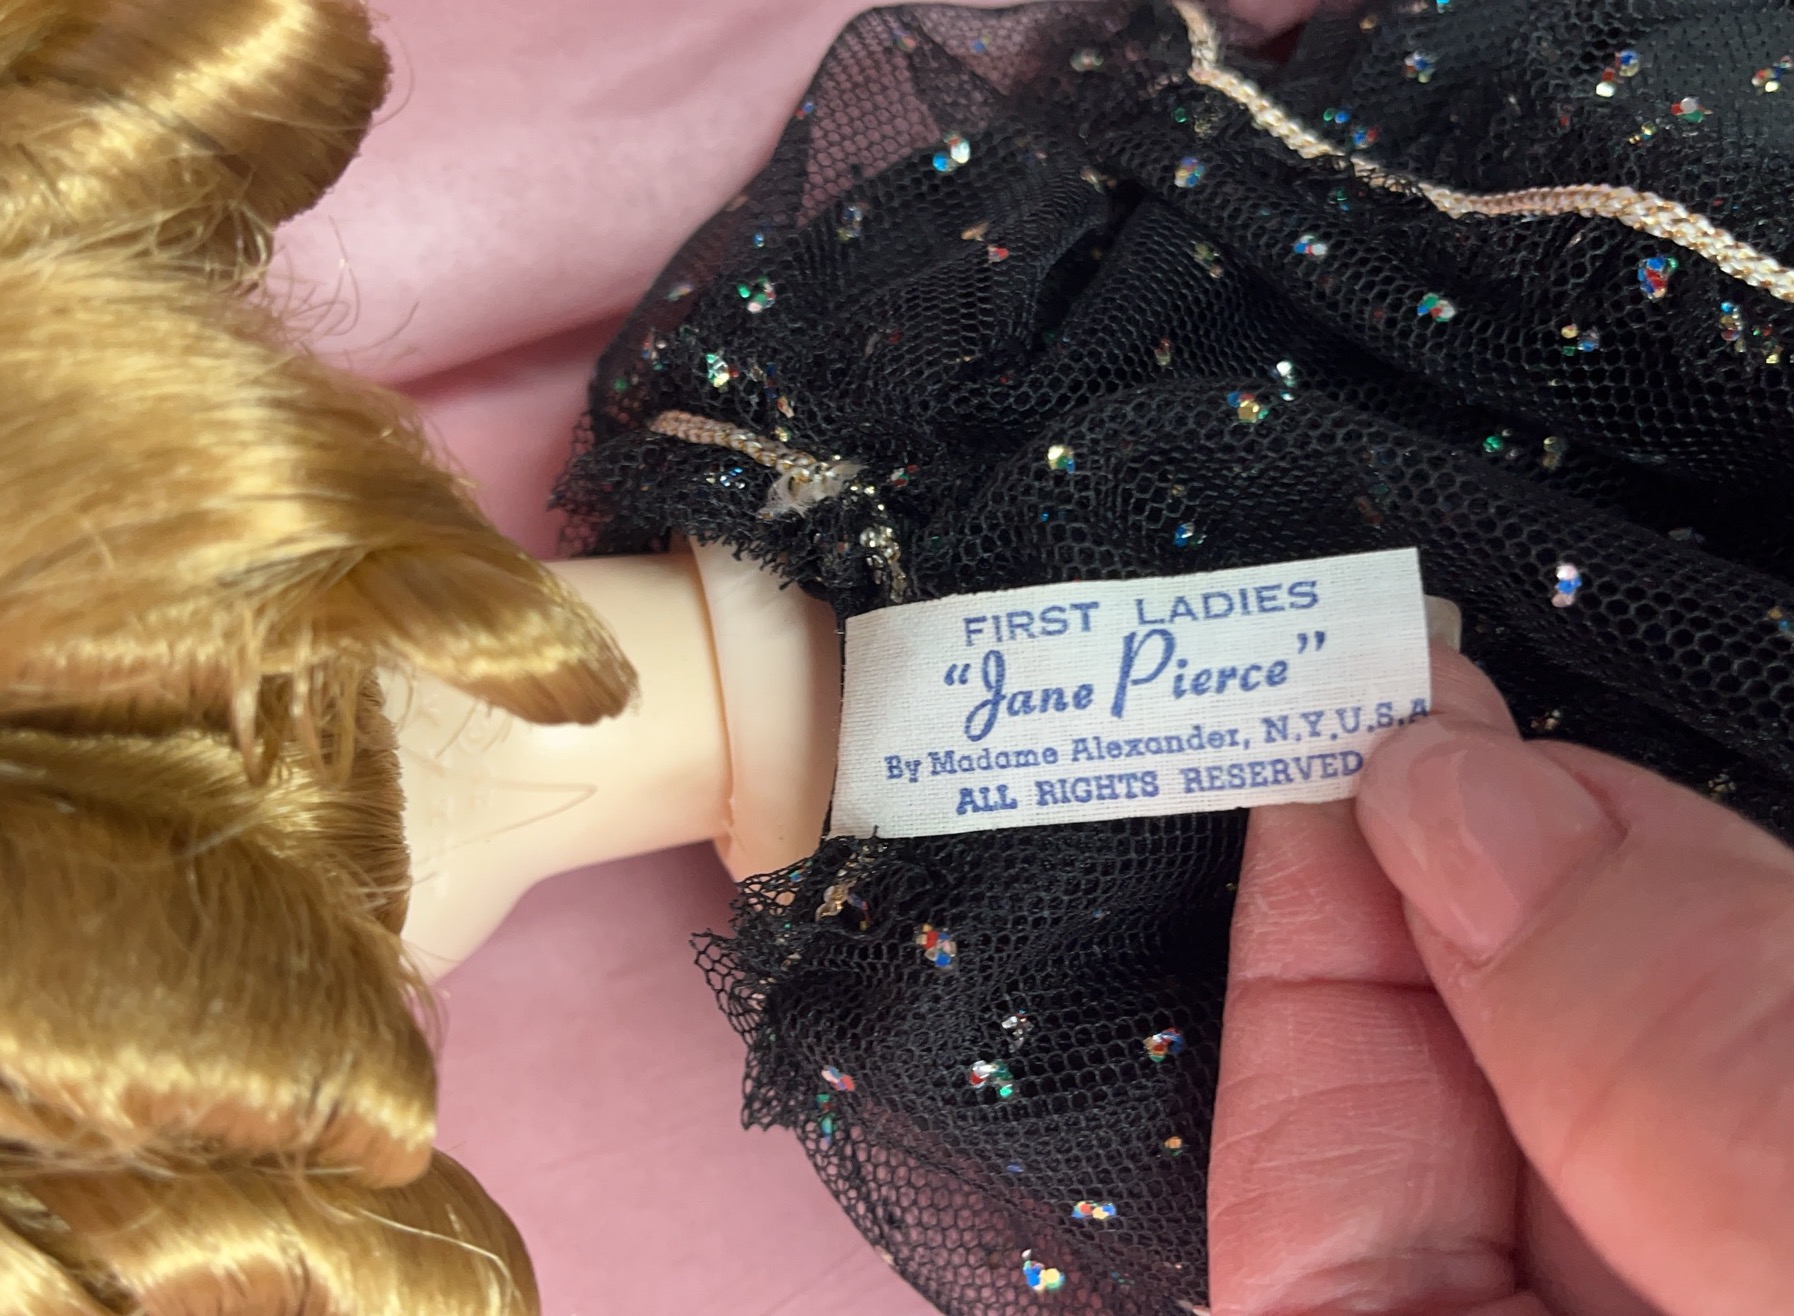 FIRST LADIES
"Jane Pierce"
By Madame Alexander, N.Y.U.S.A
ALL RIGHTS RESERVED